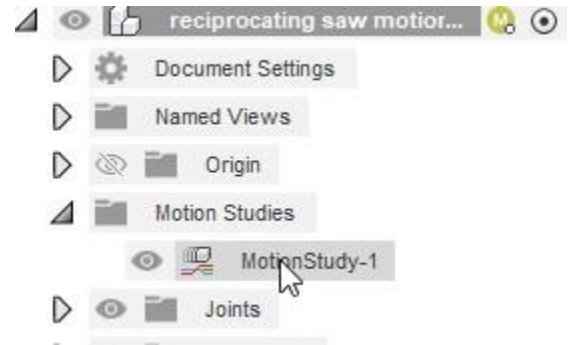 reciprocating saw motior...
M
Document Settings
Named Views
Origin
Motion Studies
MotionStudy-1
Joints